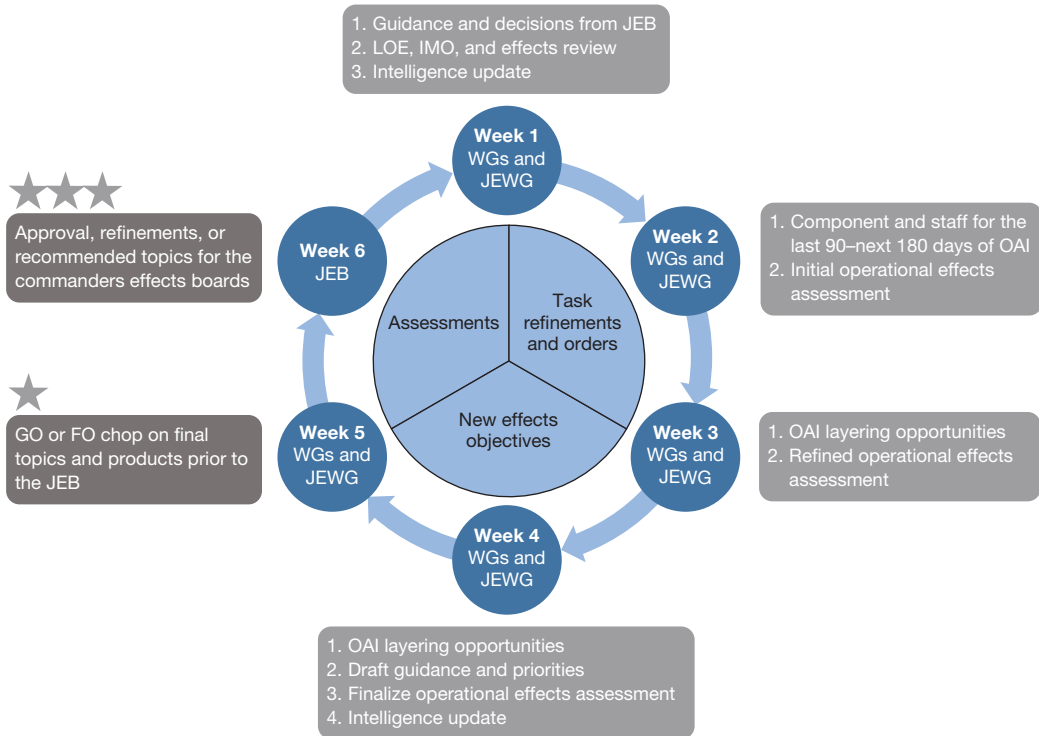 1. Guidance and decisions from JEB
2. LOE, IMO, and effects review
3. Intelligence update
Week 1
WGs and
JEWG
Week 2
WGs and
JEWG
1. Component and staff for the
last 90–next 180 days of OAI
2. Initial operational effects
assessment
Week 3
WGs and
JEWG
1. OAI layering opportunities
2. Refined operational effects
assessment
Week 4
WGs and
JEWG
1. OAI layering opportunities
2. Draft guidance and priorities
3. Finalize operational effects assessment
4. Intelligence update
Week 5
WGs and
JEWG
GO or FO chop on final
topics and products prior to
the JEB
Week 6
JEB
Approval, refinements, or
recommended topics for the
commanders effects boards
Assessments
Task
refinements
and orders
New effects
objectives